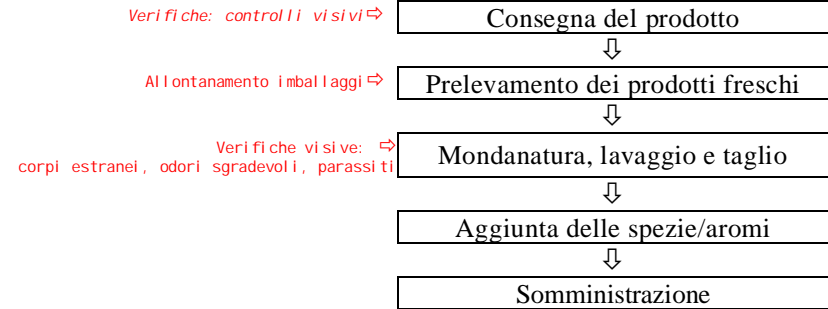 Verifiche: controlli visivi⇨
Consegna del prodotto
Allontanamento imballaggi⇨
Prelevamento dei prodotti freschi
Verifiche visive: ⇨
corpi estranei, odori sgradevoli, parassiti
Mondanatura, lavaggio e taglio
Aggiunta delle spezie/aromi
Somministrazione